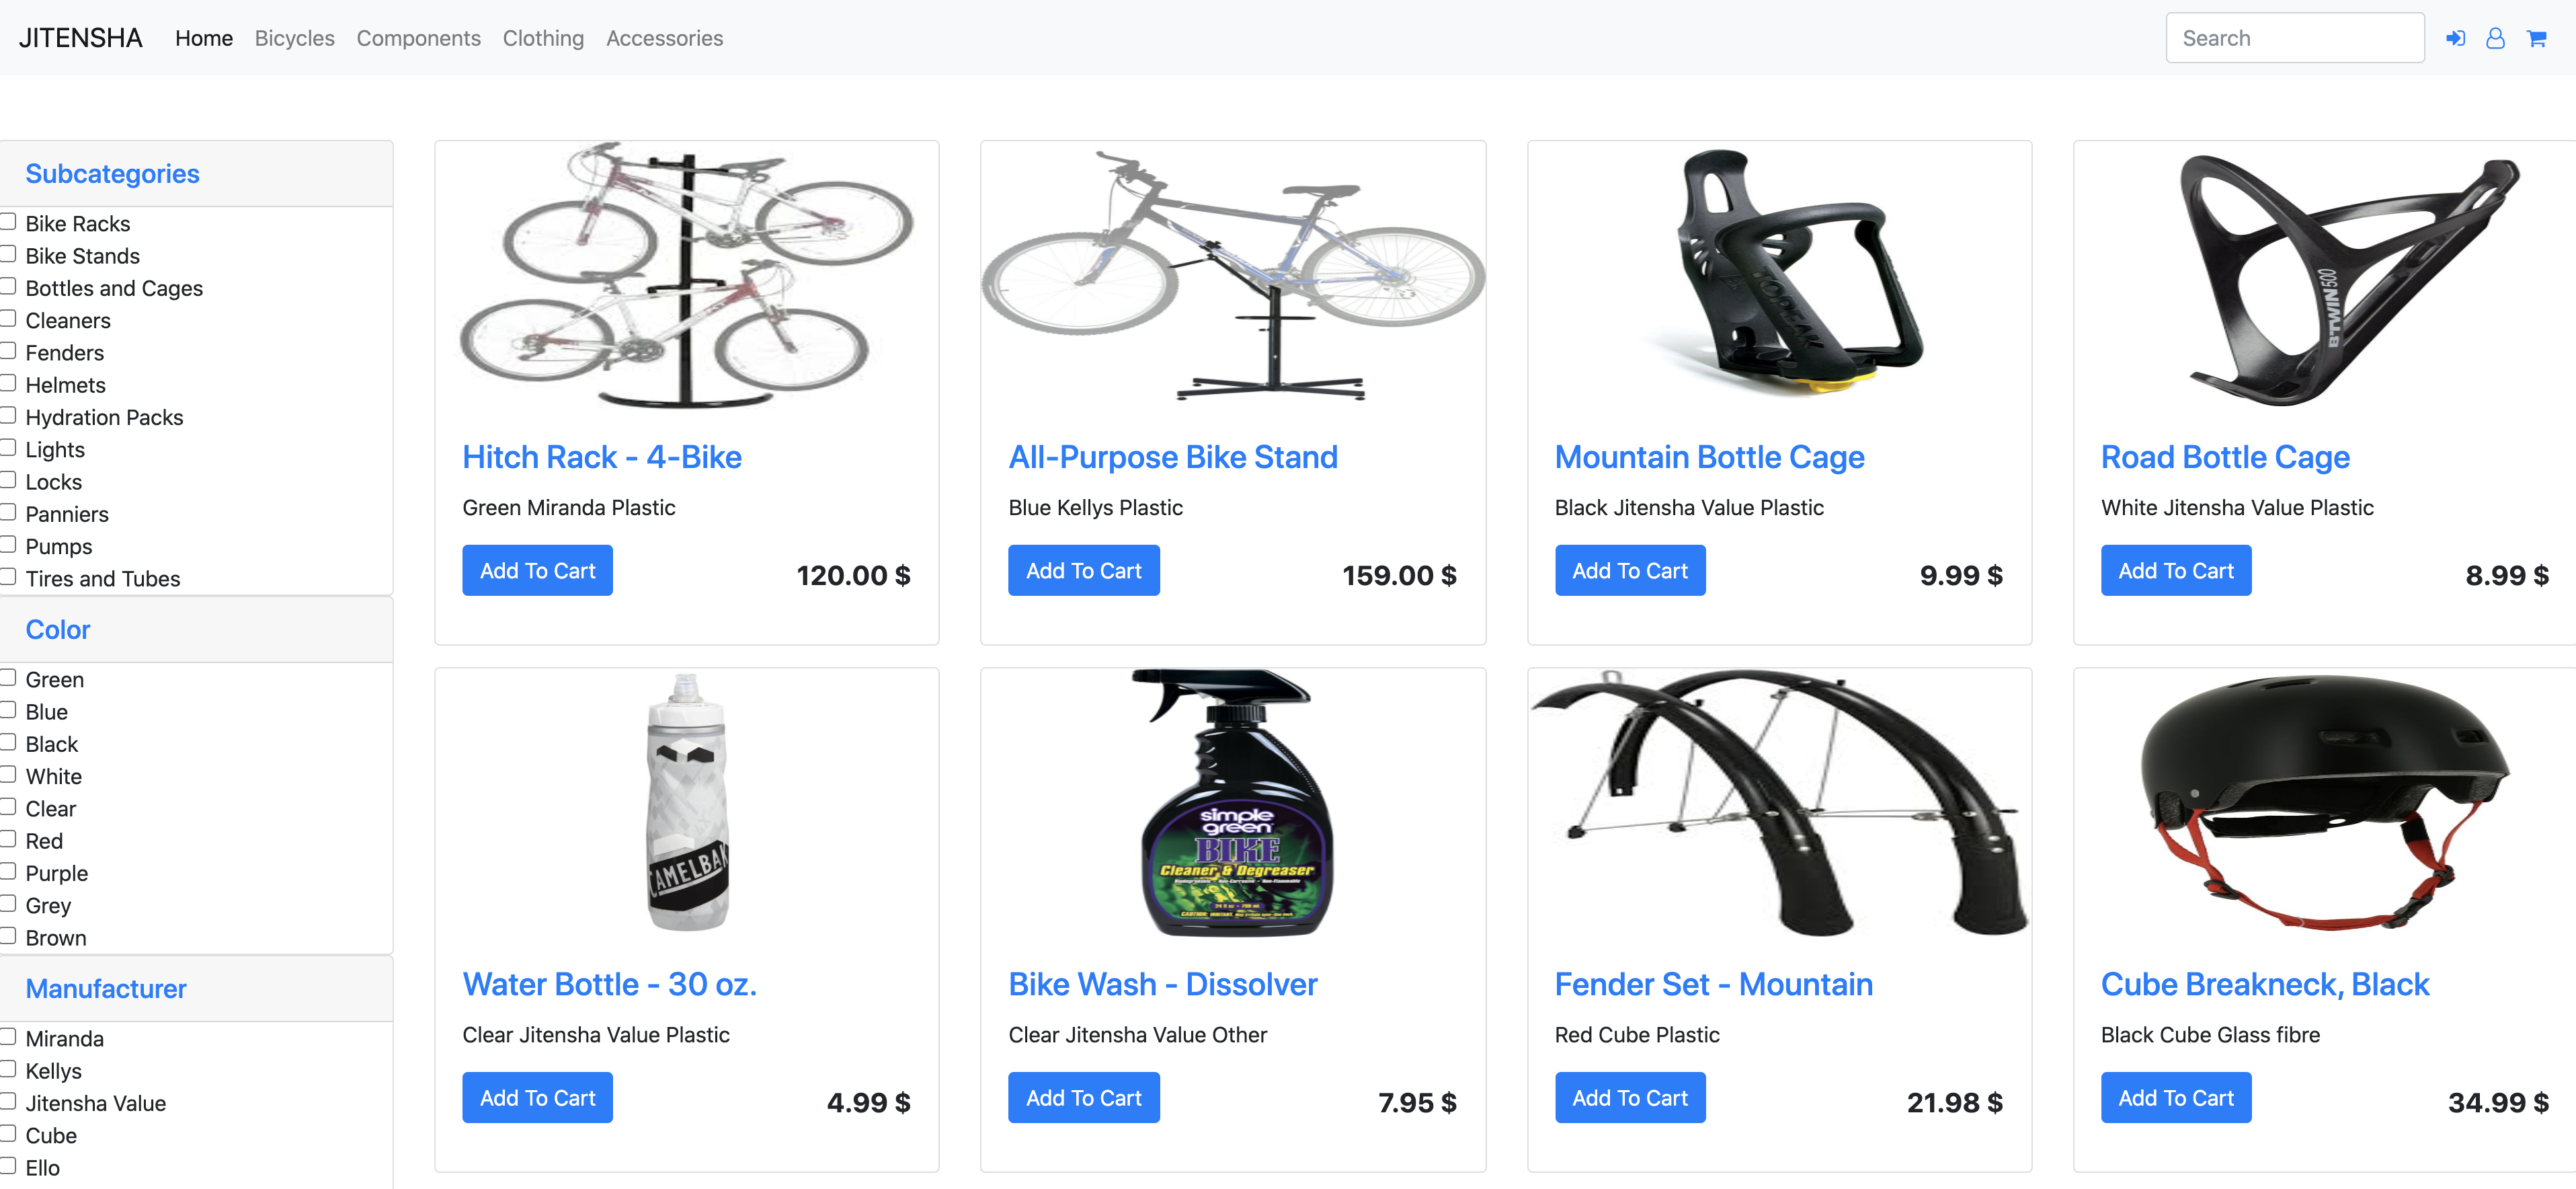 JITENSHA Home Bicycles Components Clothing Accessories Search
Subcategories
Bike Racks
Bike Stands
Bottles and Cages
Cleaners
Fenders
Helmets
Hydration Packs
Lights
Locks
Panniers
Pumps
Tires and Tubes
Color
Green
Blue
Black
White
Clear
Red
Purple
Grey
Brown
Manufacturer
Miranda
Kellys
Jitensha Value
Cube
Ello
Hitch Rack - 4-Bike
Green Miranda Plastic
Add To Cart 120.00 $
All-Purpose Bike Stand
Blue Kellys Plastic
Add To Cart 159.00 $
TOPEAK
Mountain Bottle Cage
Black Jitensha Value Plastic
Add To Cart 9.99 $
BTWIN 500
Road Bottle Cage
White Jitensha Value Plastic
Add To Cart 8.99 $
CAMELBAK
Water Bottle - 30 oz.
Clear Jitensha Value Plastic
Add To Cart 4.99 $
simple
green
BIKE
Cleaner & Degreaser
Bike Wash - Dissolver
Clear Jitensha Value Other
Add To Cart 7.95 $
Fender Set - Mountain
Red Cube Plastic
Add To Cart 21.98 $
Cube Breakneck, Black
Black Cube Glass fibre
Add To Cart 34.99 $